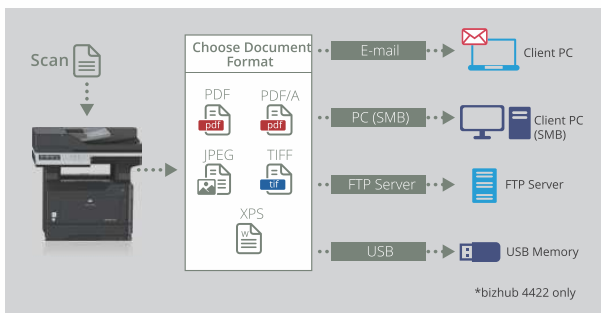 Scan
Choose Document
Format
PDF
pdf
PDF/A
pdf
JPEG
TIFF
tif
XPS
W
E-mail
Client PC
PC (SMB)
Client PC
(SMB)
FTP Server
FTP Server
USB
USB Memory
*bizhub 4422 only